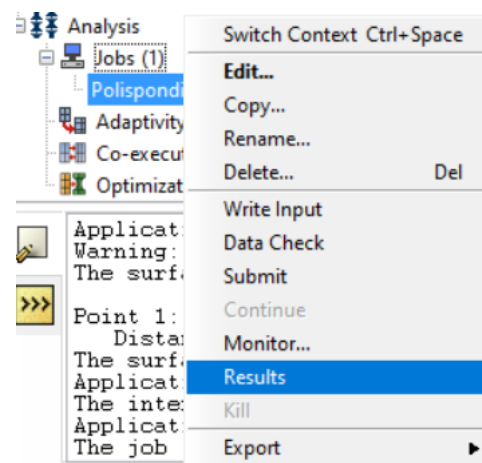 Analysis
Jobs (1)
Polispondi
Adaptivity
Co-execut
Optimizat
Switch Context Ctrl+Space
Edit...
Copy...
Rename...
Delete... Del
Write Input
Data Check
Submit
Continue
Monitor...
Results
Kill
Export
>>>
Applicat
Warning:
The surfa
Point 1:
Distan
The surfa
Applicat
The inte
Applicat
The job